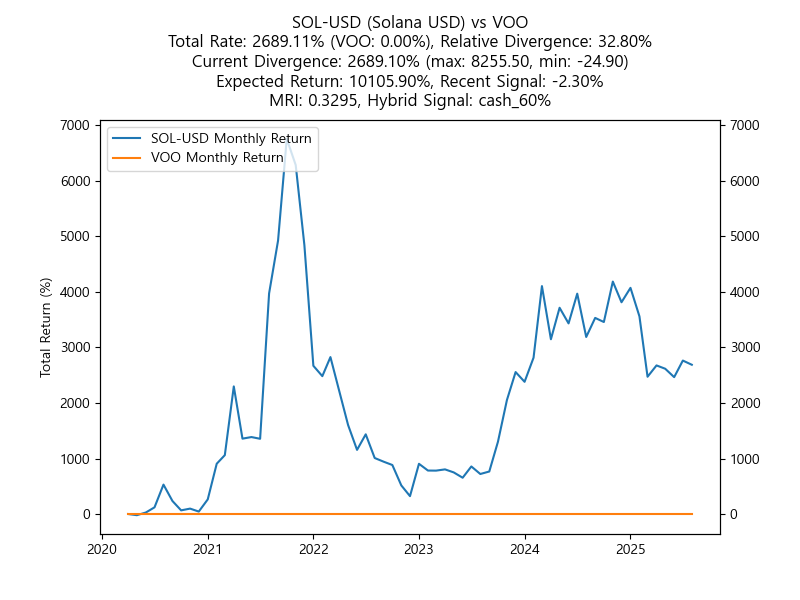 SOL-USD (Solana USD) vs VOO
Total Rate: 2689.11% (VOO: 0.00%), Relative Divergence: 32.80%
Current Divergence: 2689.10% (max: 8255.50, min: -24.90)
Expected Return: 10105.90%, Recent Signal: -2.30%
MRI: 0.3295, Hybrid Signal: cash_60%
SOL-USD Monthly Return
VOO Monthly Return
Total Return (%)
7000
6000
5000
4000
3000
2000
1000
0
7000
6000
5000
4000
3000
2000
1000
0
2020 2021 2022 2023 2024 2025